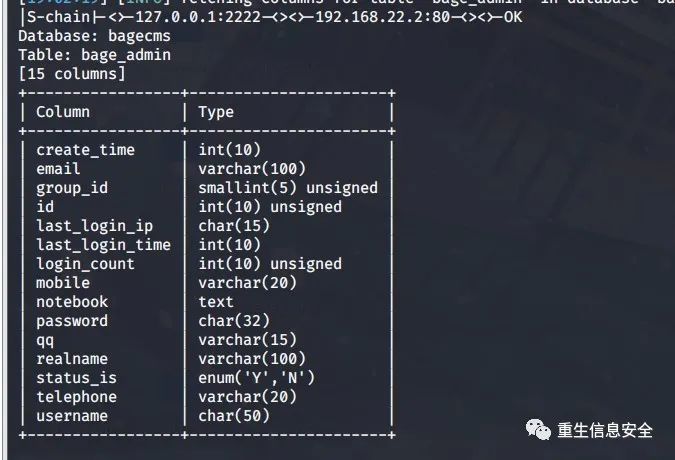 [19:02:19] [INFO] fetching columns for table 'bage_admin' in database 'ba
|S-chain|-<>-127.0.0.1:2222-<><>-192.168.22.2:80-<><>-OK
Database: bagecms
Table: bage_admin
[15 columns]
+-----------------+----------------------+
| Column | Type |
+-----------------+----------------------+
| create_time | int(10) |
| email | varchar(100) |
| group_id | smallint(5) unsigned |
| id | int(10) unsigned |
| last_login_ip | char(15) |
| last_login_time | int(10) |
| login_count | int(10) unsigned |
| mobile | varchar(20) |
| notebook | text |
| password | char(32) |
| qq | varchar(15) |
| realname | varchar(100) |
| status_is | enum('Y','N') |
| telephone | varchar(20) |
| username | char(50) |
+-----------------+----------------------+
重生信息安全